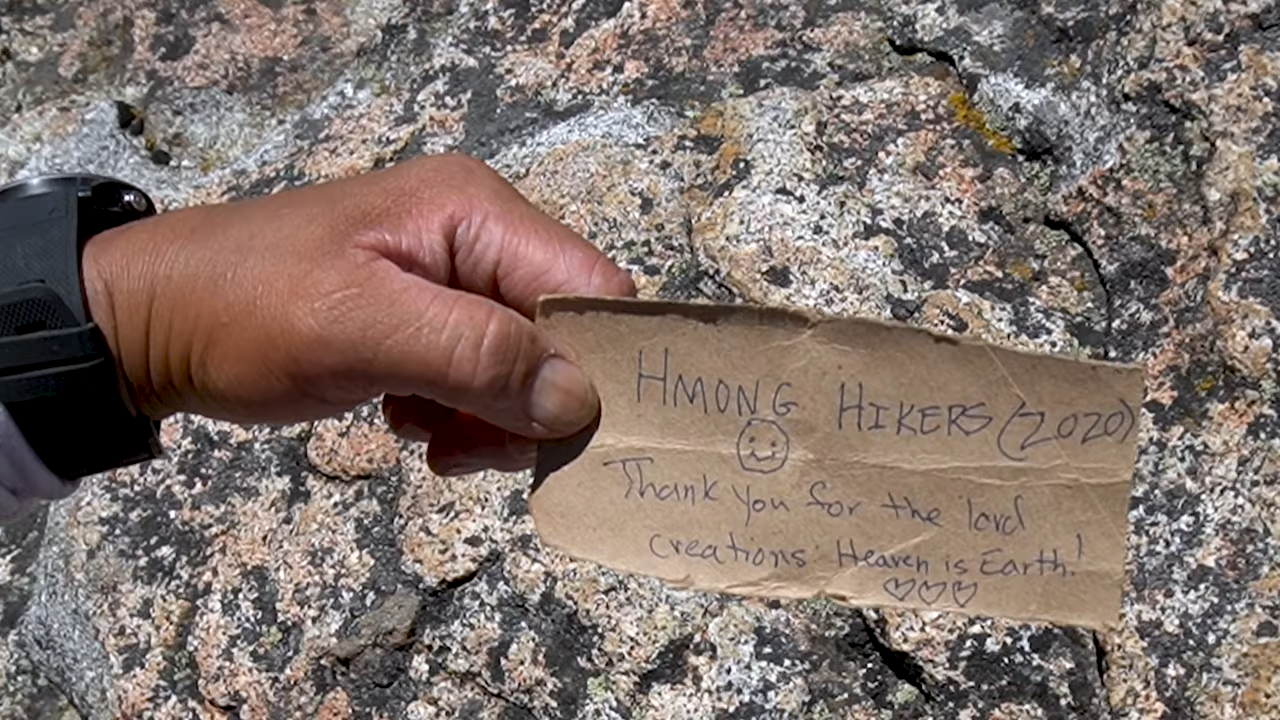 HMONG HIKERS (2020)
Thank you for the lord
creations Heaven is Earth!